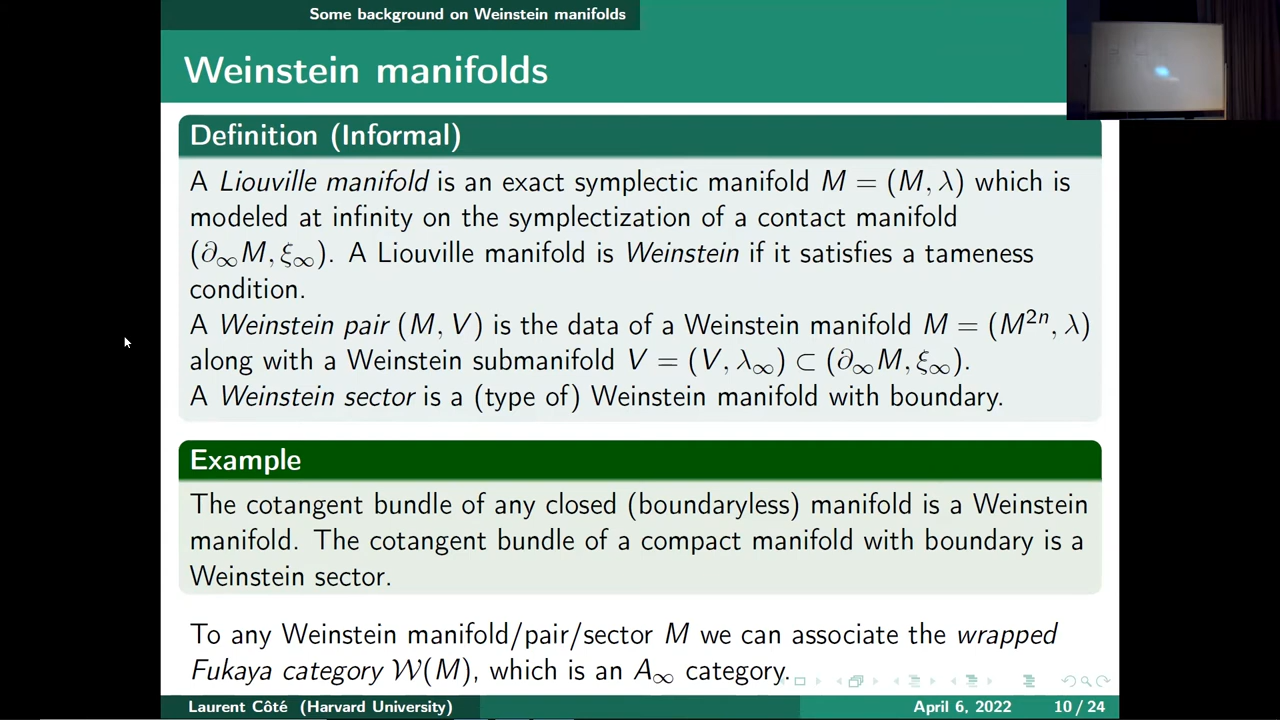 Some background on Weinstein manifolds
Weinstein manifolds
Definition (Informal)
A Liouville manifold is an exact symplectic manifold M = (M, λ) which is
modeled at infinity on the symplectization of a contact manifold
(∂∞M, ξ∞). A Liouville manifold is Weinstein if it satisfies a tameness
condition.
A Weinstein pair (M, V) is the data of a Weinstein manifold M = (M²ⁿ, λ)
along with a Weinstein submanifold V = (V, λ∞) ⊂ (∂∞M, ξ∞).
A Weinstein sector is a (type of) Weinstein manifold with boundary.
Example
The cotangent bundle of any closed (boundaryless) manifold is a Weinstein
manifold. The cotangent bundle of a compact manifold with boundary is a
Weinstein sector.
To any Weinstein manifold/pair/sector M we can associate the wrapped
Fukaya category 𝒲(M), which is an A∞ category.
Laurent Côté (Harvard University) April 6, 2022 10 / 24